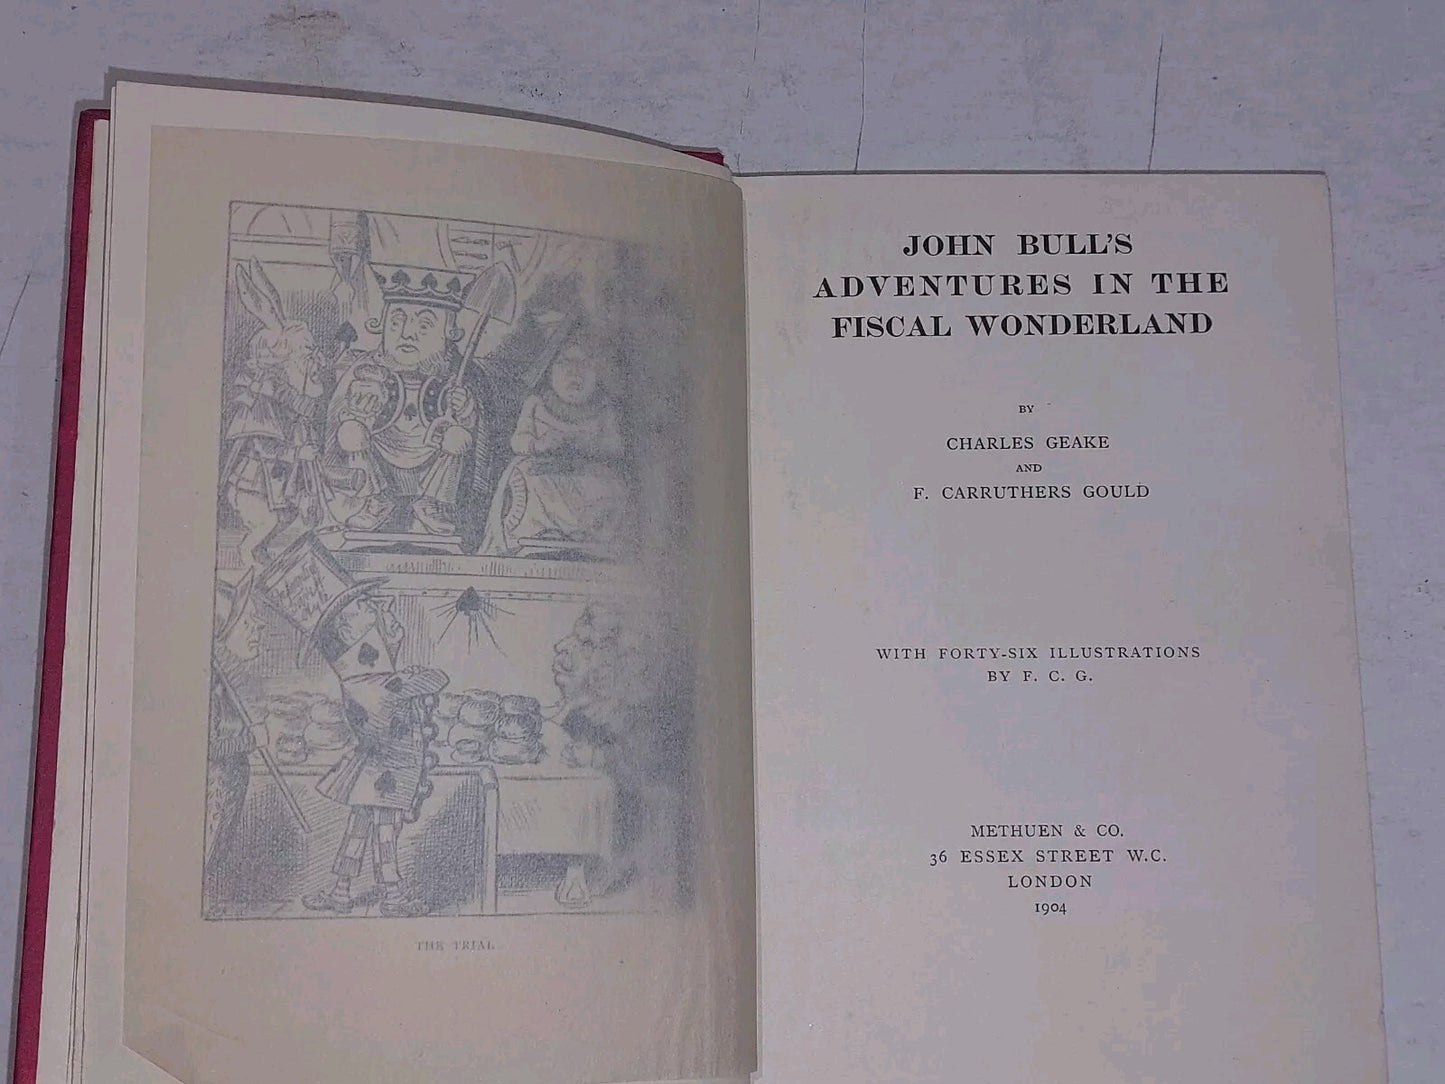 THE TRIAL
JOHN BULL'S
ADVENTURES IN THE
FISCAL WONDERLAND
BY
CHARLES GEAKE
AND
F. CARRUTHERS GOULD
WITH FORTY-SIX ILLUSTRATIONS
BY F. C. G.
METHUEN & CO.
36 ESSEX STREET W.C.
LONDON
1904